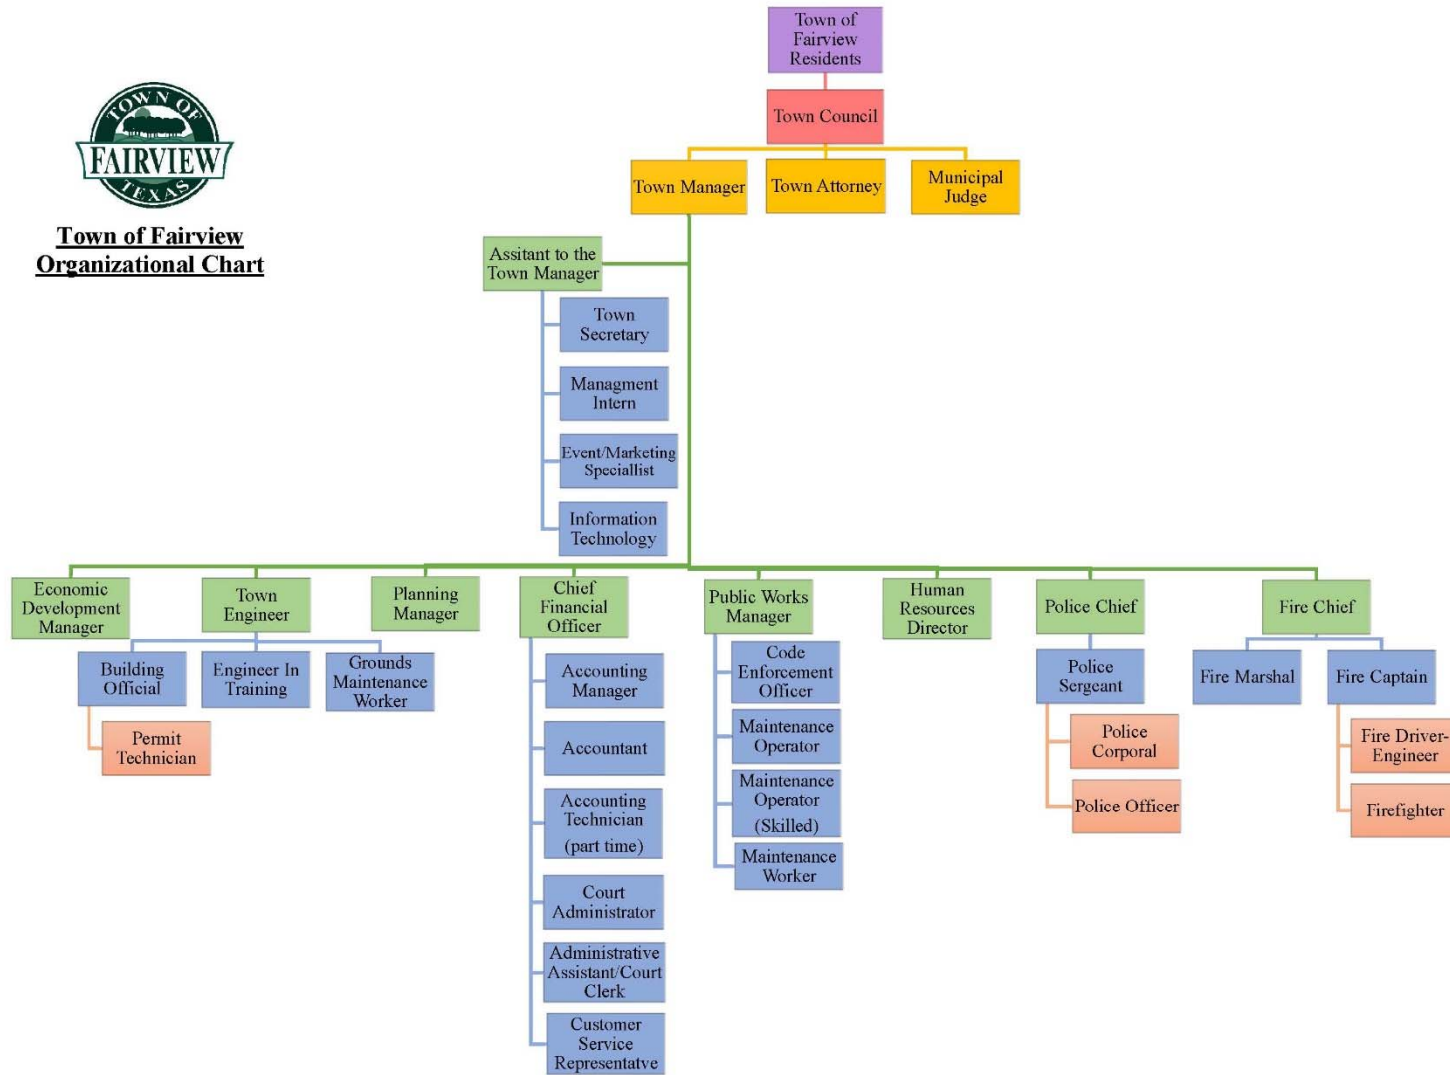 Town of
Fairview
Residents
Town Council
TOWN OF
FAIRVIEW
TEXAS
Town of Fairview
Organizational Chart
Town Manager
Town Attorney
Municipal
Judge
Assitant to the
Town Manager
Town
Secretary
Managment
Intern
Event/Marketing
Speciallist
Information
Technology
Economic
Development
Manager
Town
Engineer
Planning
Manager
Chief
Financial
Officer
Public Works
Manager
Human
Resources
Director
Police Chief
Fire Chief
Building
Official
Engineer In
Training
Grounds
Maintenance
Worker
Permit
Technician
Accounting
Manager
Accountant
Accounting
Technician
(part time)
Court
Administrator
Administrative
Assistant/Court
Clerk
Customer
Service
Representatve
Code
Enforcement
Officer
Maintenance
Operator
Maintenance
Operator
(Skilled)
Maintenance
Worker
Police
Sergeant
Police
Corporal
Police Officer
Fire Marshal
Fire Captain
Fire Driver-
Engineer
Firefighter